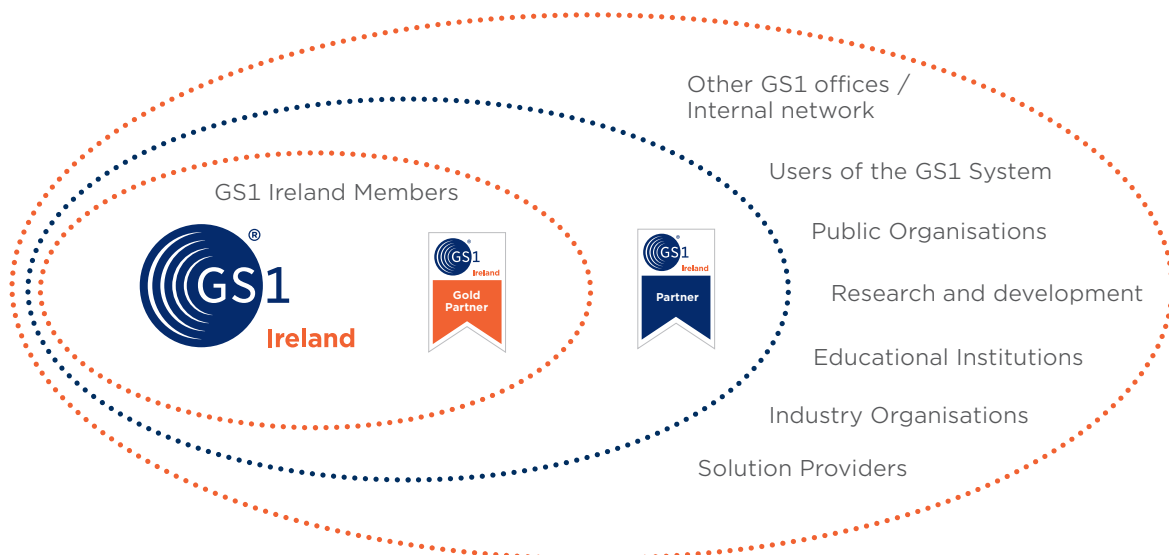 Other GS1 offices /
Internal network
Users of the GS1 System
GS1 Ireland Members
Public Organisations
GS1®
Ireland
GS1®
Ireland
Gold
Partner
GS1®
Ireland
Partner
Research and development
Educational Institutions
Industry Organisations
Solution Providers